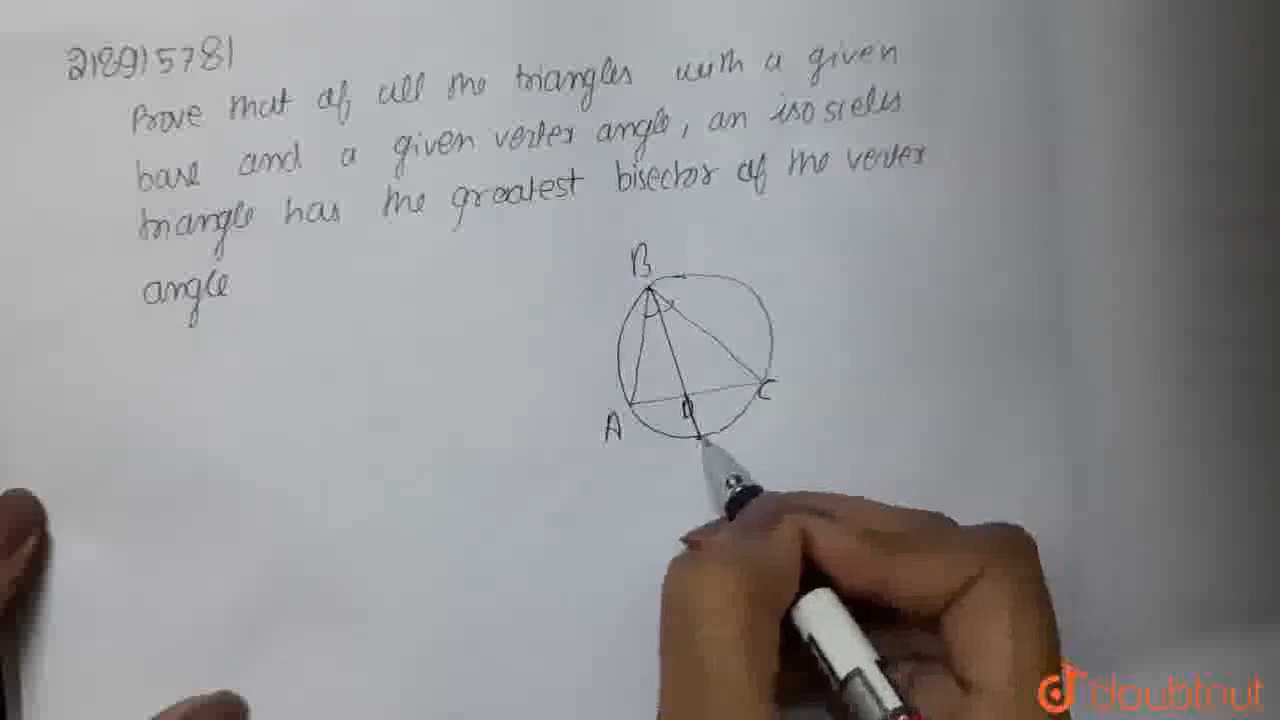 218915781
Prove that of all the triangles with a given
base and a given vertex angle, an isosceles
triangle has the greatest bisector of the vertex
angle
B
A
D
C
doubtnut